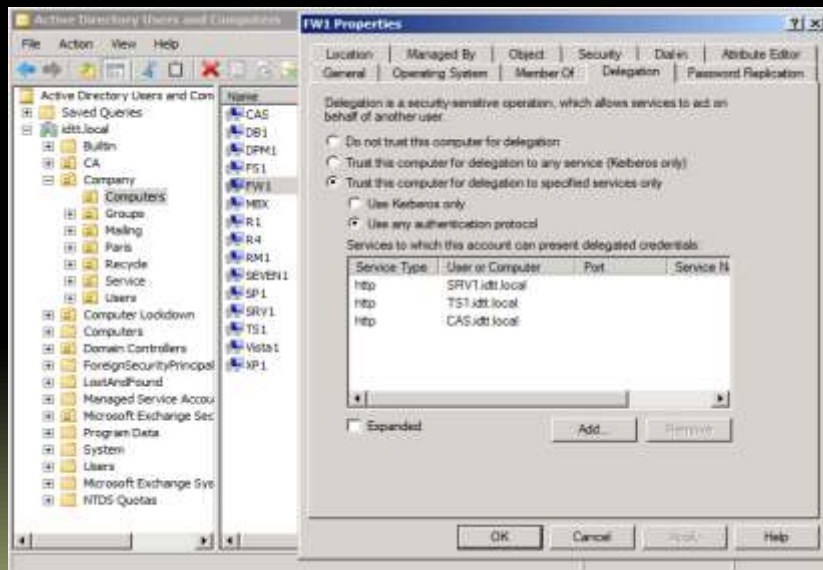 Active Directory Users and Computers
File Action View Help
Active Directory Users and Com
Saved Queries
idtt.local
Builtin
CA
Company
Computers
Groups
Mailing
Paris
Recycle
Service
Users
Computer Lockdown
Computers
Domain Controllers
ForeignSecurityPrincipal
LostAndFound
Managed Service Accou
Microsoft Exchange Sec
Program Data
System
Users
Microsoft Exchange Sys
NTDS Quotas
Name
CAS
DB1
DPM1
FS1
FW1
MBX
R1
R4
RM1
SEVEN1
SP1
SRV1
TS1
Vista1
XP1
FW1 Properties
Location Managed By Object Security Dial-in Attribute Editor
General Operating System Member Of Delegation Password Replication
Delegation is a security-sensitive operation, which allows services to act on
behalf of another user.
Do not trust this computer for delegation
Trust this computer for delegation to any service (Kerberos only)
Trust this computer for delegation to specified services only
Use Kerberos only
Use any authentication protocol
Services to which this account can present delegated credentials:
Service Type User or Computer Port Service N
http SRV1.idtt.local
http TS1.idtt.local
http CAS.idtt.local
Expanded
Add... Remove
OK Cancel Apply Help